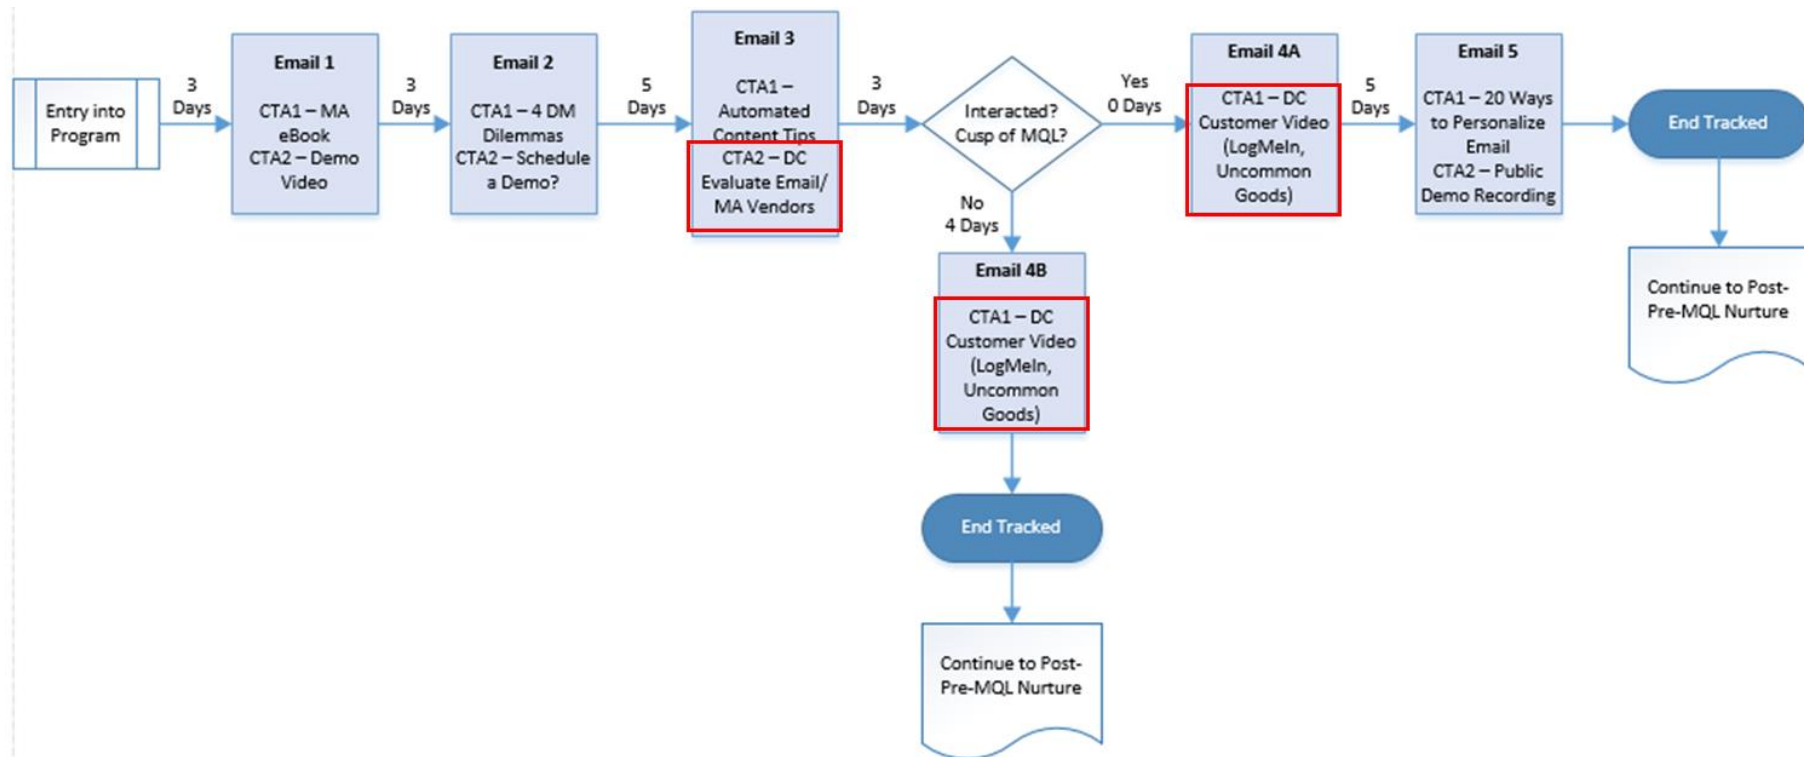 Entry into
Program
3
Days
Email 1
CTA1 – MA
eBook
CTA2 – Demo
Video
3
Days
Email 2
CTA1 – 4 DM
Dilemmas
CTA2 – Schedule
a Demo?
5
Days
Email 3
CTA1 –
Automated
Content Tips
CTA2 – DC
Evaluate Email/
MA Vendors
3
Days
Interacted?
Cusp of MQL?
Yes
0 Days
Email 4A
CTA1 – DC
Customer Video
(LogMeIn,
Uncommon
Goods)
5
Days
Email 5
CTA1 – 20 Ways
to Personalize
Email
CTA2 – Public
Demo Recording
End Tracked
Continue to Post-
Pre-MQL Nurture
No
4 Days
Email 4B
CTA1 – DC
Customer Video
(LogMeIn,
Uncommon
Goods)
End Tracked
Continue to Post-
Pre-MQL Nurture